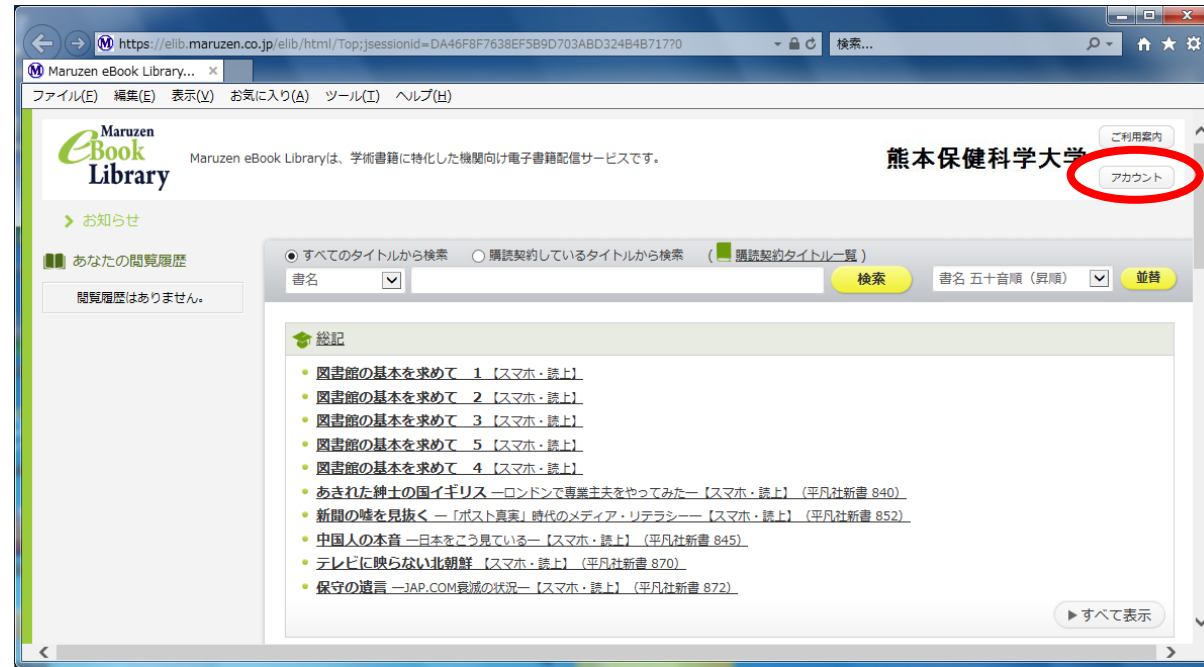 https://elib.maruzen.co.jp/elib/html/Top;jsessionid=DA46F8F7638EF5B9D703ABD324B4B717?0
検索...
Maruzen eBook Library...
ファイル(F) 編集(E) 表示(V) お気に入り(A) ツール(T) ヘルプ(H)
Maruzen
eBook
Library
Maruzen eBook Libraryは、学術書籍に特化した機関向け電子書籍配信サービスです。
熊本保健科学大学
ご利用案内
アカウント
お知らせ
あなたの閲覧履歴
閲覧履歴はありません。
すべてのタイトルから検索 購読契約しているタイトルから検索 ( 購読契約タイトル一覧 )
書名 検索 書名 五十音順（昇順） 並替
総記
図書館の基本を求めて 1 【スマホ・読上】
図書館の基本を求めて 2 【スマホ・読上】
図書館の基本を求めて 3 【スマホ・読上】
図書館の基本を求めて 5 【スマホ・読上】
図書館の基本を求めて 4 【スマホ・読上】
あきれた紳士の国イギリス ―ロンドンで専業主夫をやってみた―【スマホ・読上】（平凡社新書 840）
新聞の嘘を見抜く ―「ポスト真実」時代のメディア・リテラシー―【スマホ・読上】（平凡社新書 852）
中国人の本音 ―日本をこう見ている―【スマホ・読上】（平凡社新書 845）
テレビに映らない北朝鮮 【スマホ・読上】（平凡社新書 870）
保守の遺言 ―JAP.COM衰滅の状況―【スマホ・読上】（平凡社新書 872）
すべて表示